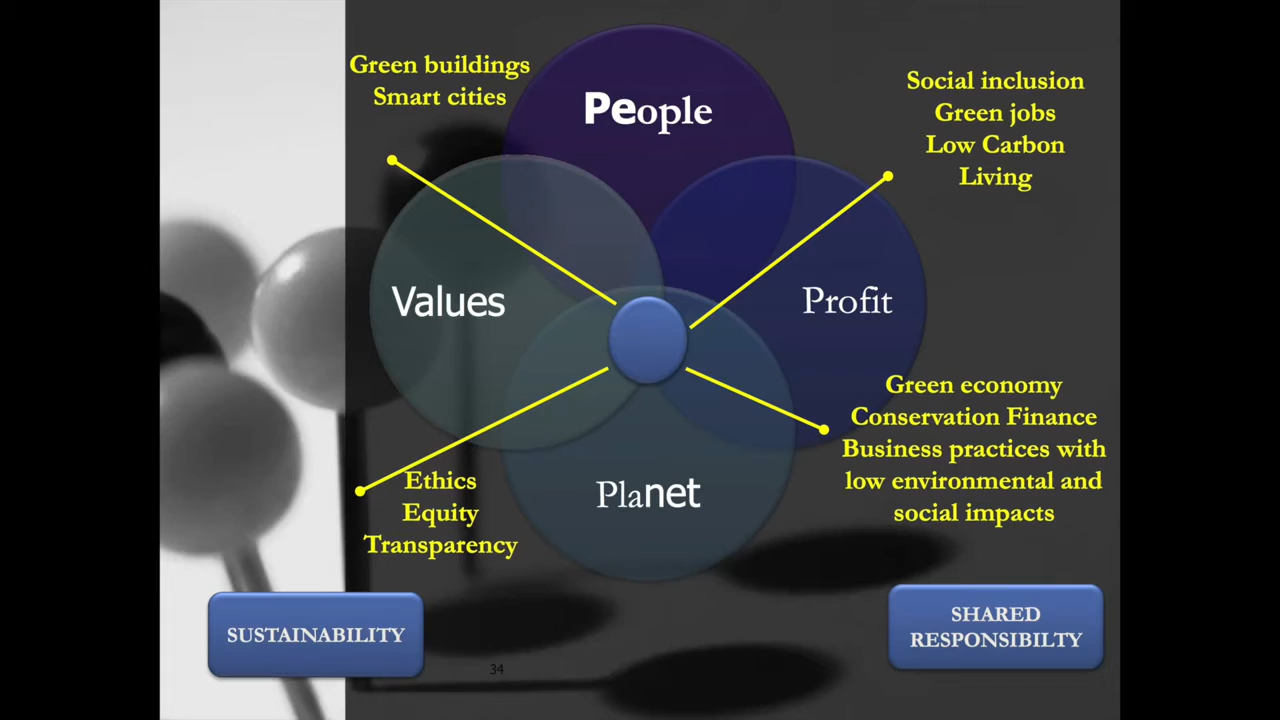 Green buildings
Smart cities
People
Social inclusion
Green jobs
Low Carbon
Living
Values
Profit
Green economy
Conservation Finance
Business practices with
low environmental and
social impacts
Ethics
Equity
Transparency
Planet
SUSTAINABILITY
SHARED
RESPONSIBILTY
34